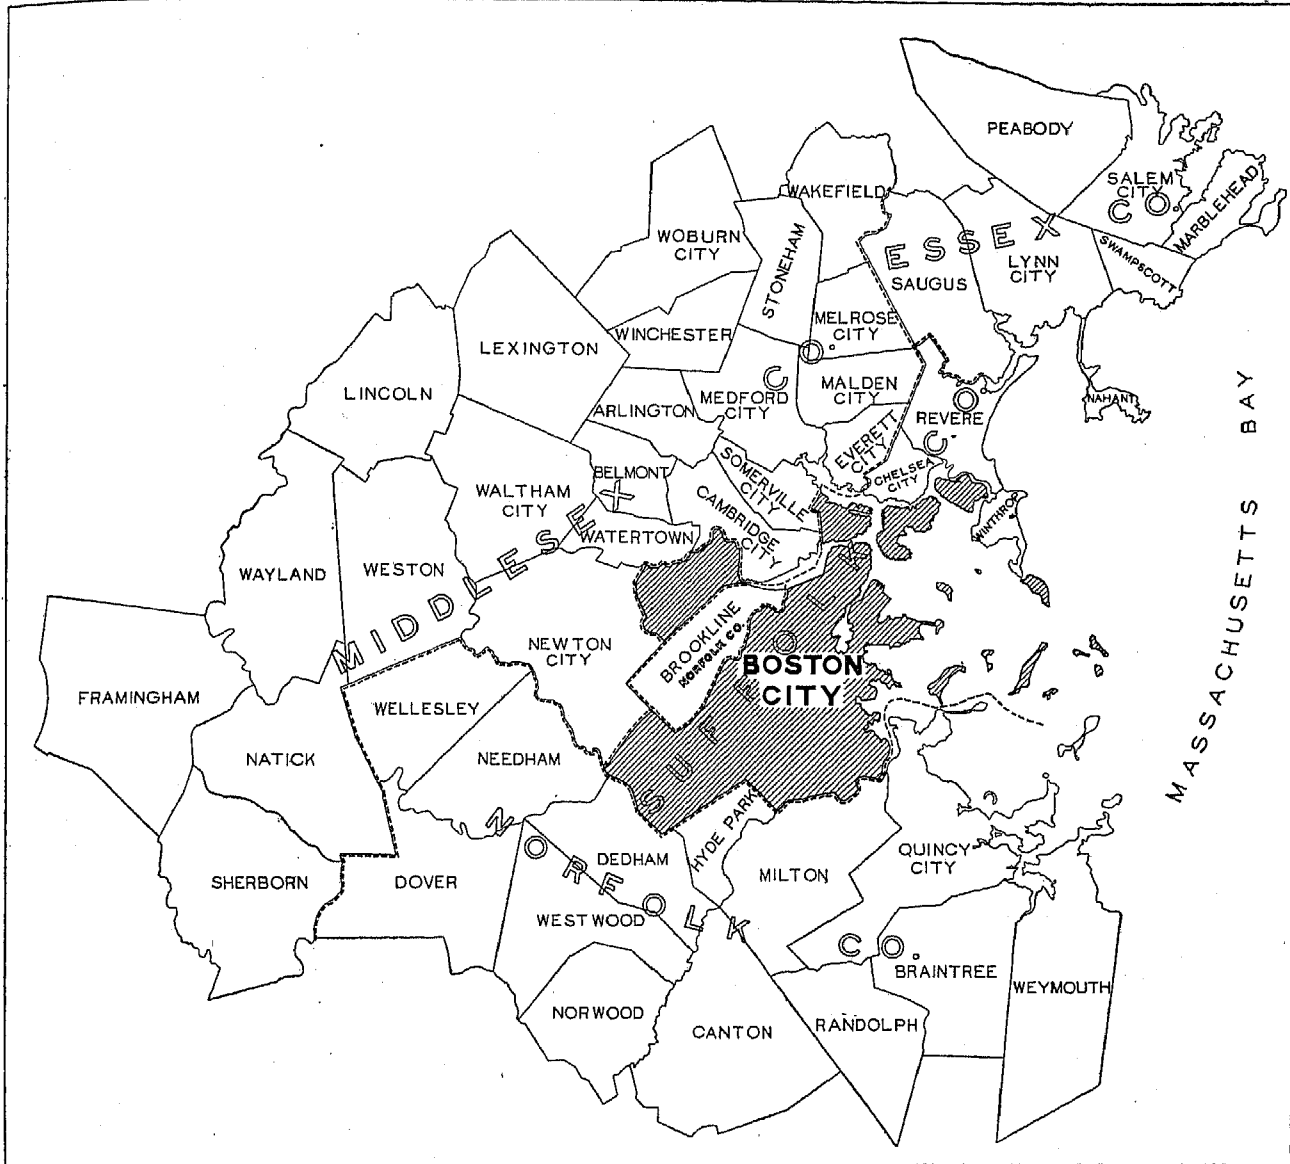 PEABODY
SALEM
CITY
MARBLEHEAD
WAKEFIELD
WOBURN
CITY
STONEHAM
ESSEX CO.
SAUGUS
LYNN
CITY
SWAMPSCOTT
LEXINGTON
WINCHESTER
MELROSE
CITY
LINCOLN
ARLINGTON
MEDFORD
CITY
MALDEN
CITY
REVERE
NAHANT
EVERETT
CITY
CHELSEA
CITY
WINTHROP
BELMONT
SOMERVILLE
CITY
CAMBRIDGE
CITY
WALTHAM
CITY
WATERTOWN
MIDDLESEX CO.
WAYLAND
WESTON
NEWTON
CITY
BROOKLINE
NORFOLK CO.
BOSTON
CITY
SUFFOLK CO.
MASSACHUSETTS BAY
FRAMINGHAM
NATICK
WELLESLEY
NEEDHAM
HYDE PARK
DEDHAM
MILTON
QUINCY
CITY
SHERBORN
DOVER
WESTWOOD
NORFOLK CO.
NORWOOD
CANTON
RANDOLPH
BRAINTREE
WEYMOUTH